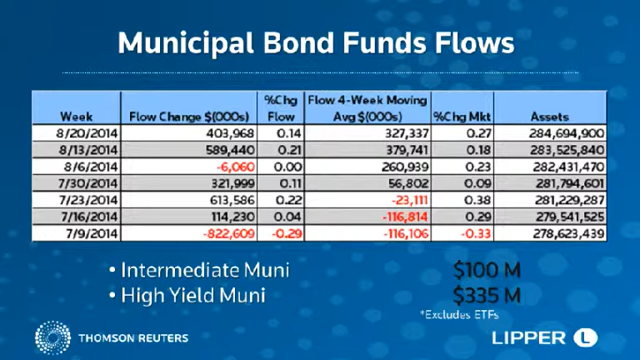 Municipal Bond Funds Flows
Week Flow Change $(000s) %Chg Flow Flow 4-Week Moving Avg $(000s) %Chg Mkt Assets
8/20/2014 403,968 0.14 327,337 0.27 284,694,900
8/13/2014 589,440 0.21 379,741 0.18 283,525,840
8/6/2014 -6,060 0.00 260,939 0.23 282,431,470
7/30/2014 321,999 0.11 56,802 0.09 281,794,601
7/23/2014 613,586 0.22 -23,111 0.38 281,229,287
7/16/2014 114,230 0.04 -116,814 0.29 279,541,525
7/9/2014 -822,609 -0.29 -116,106 -0.33 278,623,439
• Intermediate Muni $100 M
• High Yield Muni $335 M
*Excludes ETFs
THOMSON REUTERS
LIPPER L